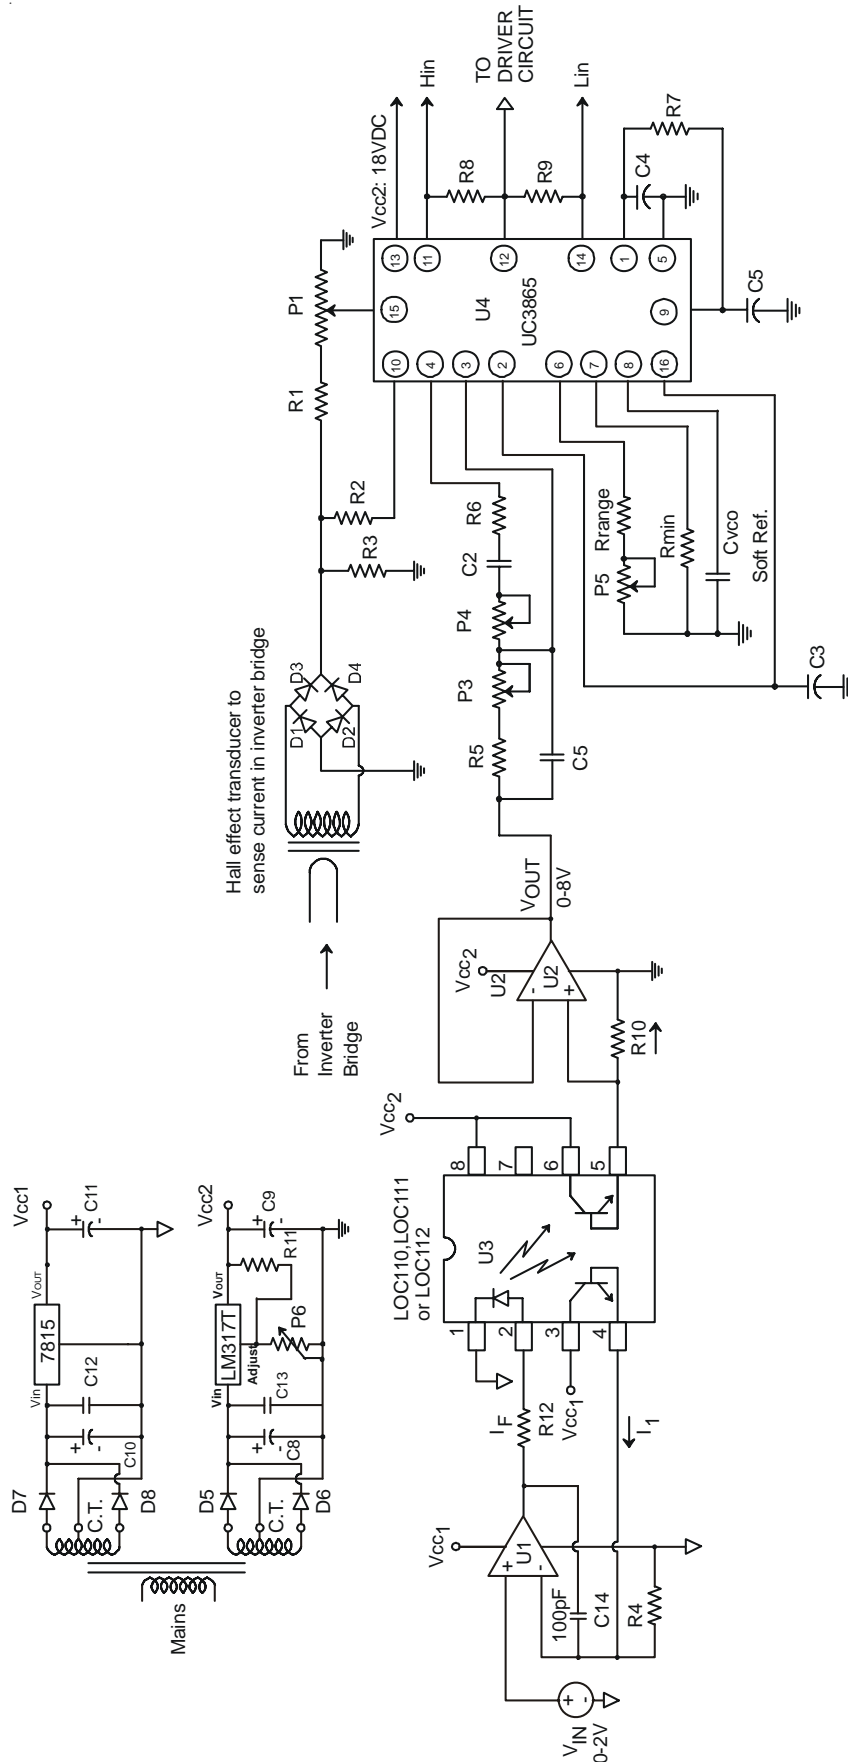 Mains
D7
C.T.
D8
Vin
7815
VOUT
Vcc1
+
-
C10
C12
+
-
C11
D5
C.T.
D6
Vin
LM317T
VOUT
Adjust
Vcc2
+
-
C8
C13
P6
R11
+
-
C9
From
Inverter
Bridge
Hall effect transducer to
sense current in inverter bridge
D1
D2
D3
D4
R3
R2
R1
P1
VIN
0-2V
+
-
Vcc1
+
-
U1
100pF
C14
R4
IF
R12
Vcc1
I1
LOC110,LOC111
or LOC112
U3
1
2
3
4
8
7
6
5
Vcc2
R10
Vcc2
U2
-
+
U2
VOUT
0-8V
R5
P3
C5
P4
C2
R6
P5
Rrange
Rmin
Cvco
Soft Ref.
C3
U4
UC3865
10
4
3
2
6
7
8
16
15
9
13
11
12
14
1
5
Vcc2: 18VDC
Hin
TO
DRIVER
CIRCUIT
Lin
R8
R9
C4
R7
C5